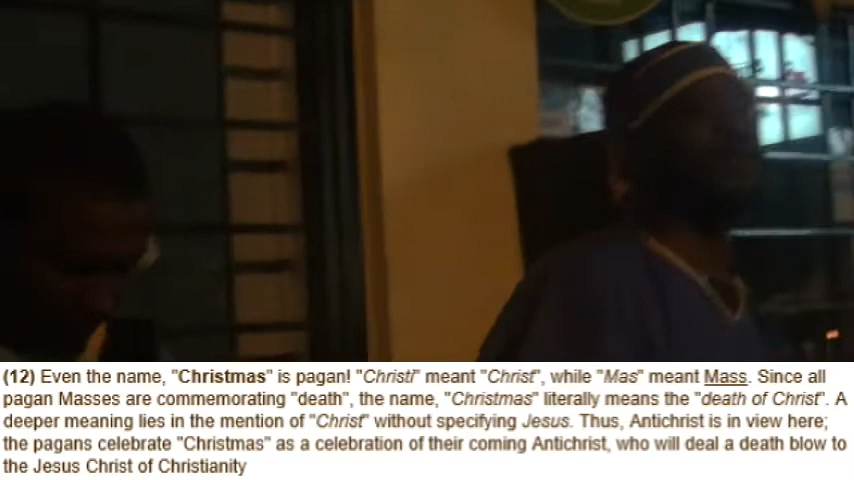 (12) Even the name, "Christmas" is pagan! "Christi" meant "Christ", while "Mas" meant Mass. Since all
pagan Masses are commemorating "death", the name, "Christmas" literally means the "death of Christ". A
deeper meaning lies in the mention of "Christ" without specifying Jesus. Thus, Antichrist is in view here;
the pagans celebrate "Christmas" as a celebration of their coming Antichrist, who will deal a death blow to
the Jesus Christ of Christianity